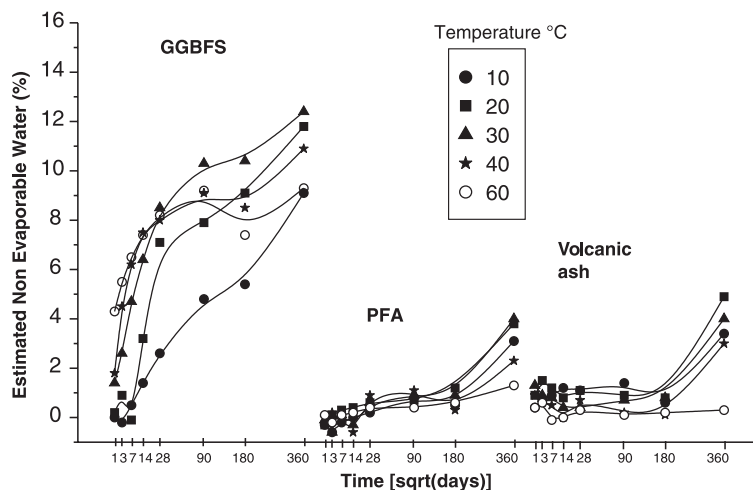 Temperature °C
10
20
30
40
60
GGBFS
PFA
Volcanic
ash
Estimated Non Evaporable Water (%)
16
14
12
10
8
6
4
2
0
1 3 7 14 28 90 180 360
1 3 7 14 28 90 180 360
1 3 7 14 28 90 180 360
Time [sqrt(days)]